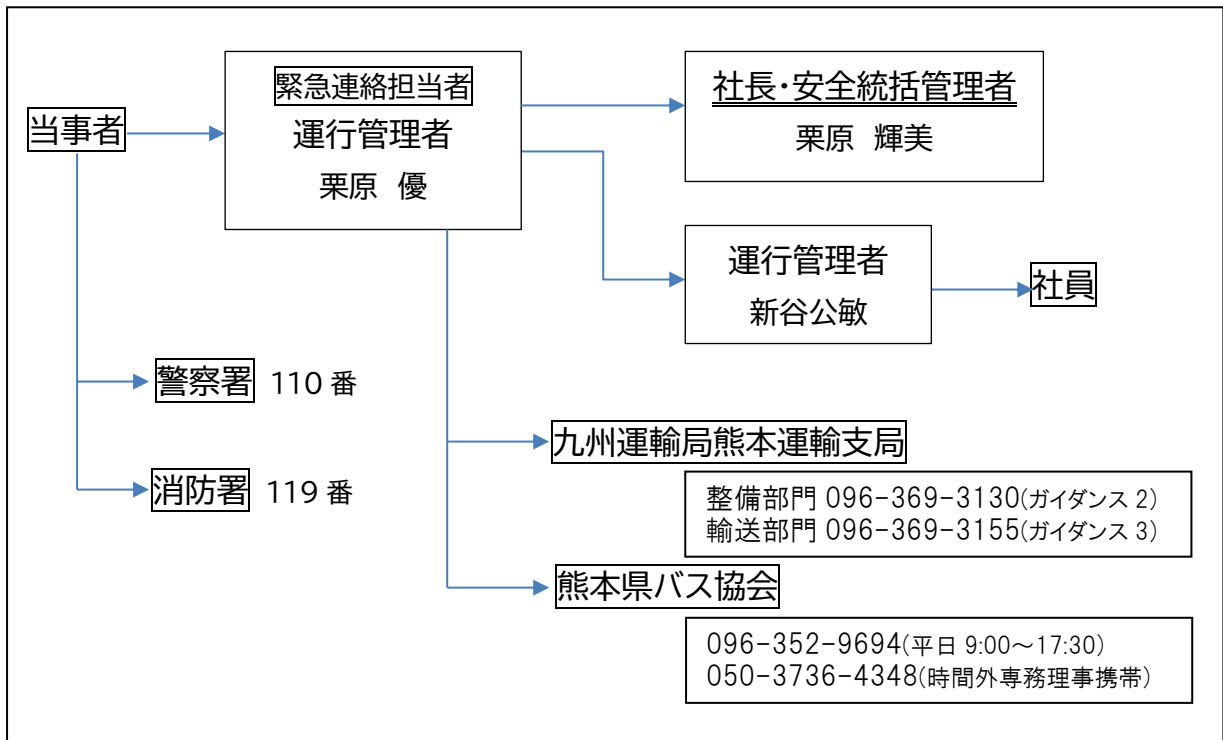 緊急連絡担当者
運行管理者
栗原 優
当事者
社長・安全統括管理者
栗原 輝美
運行管理者
新谷公敏
社員
警察署 110番
消防署 119番
九州運輸局熊本運輸支局
整備部門 096-369-3130(ガイダンス2)
輸送部門 096-369-3155(ガイダンス3)
熊本県バス協会
096-352-9694(平日 9:00~17:30)
050-3736-4348(時間外専務理事携帯)